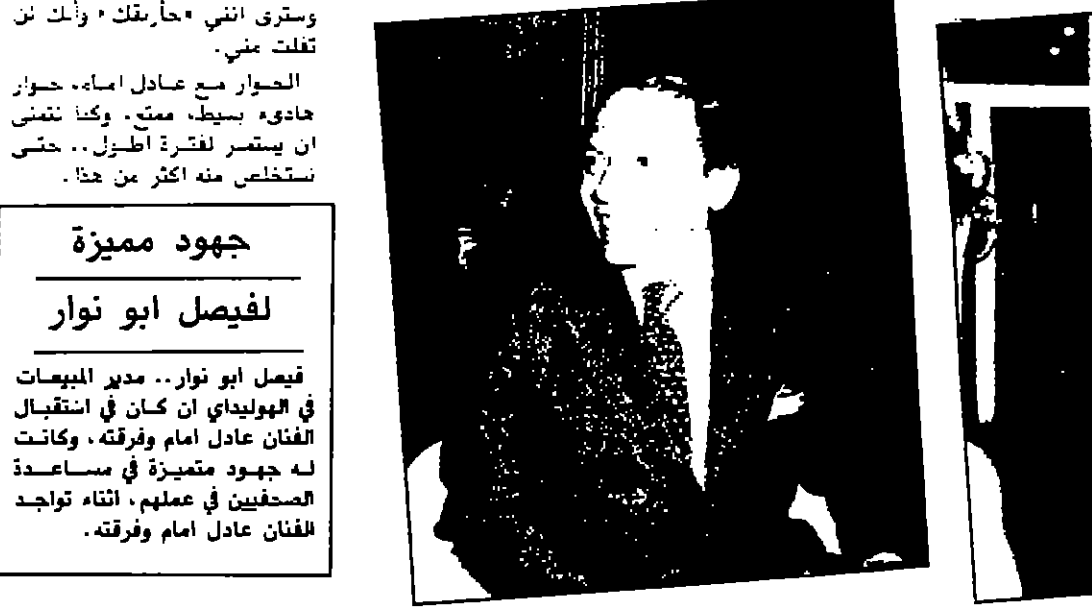 وسترى انني «حأريقك» وأنك لن
تفلت مني.
الحوار مع عادل امام، حوار
هادىء بسيط، ممتع، وكنا نتمنى
ان يستمر لفترة أطول.. حتى
نستخلص منه اكثر من هذا.
جهود مميزة
لفيصل ابو نوار
فيصل ابو نوار.. مدير المبيعات
في الهوليداي ان كان في استقبال
الفنان عادل امام وفرقته، وكانت
له جهود متميزة في مساعدة
الصحفيين في عملهم، اثناء تواجد
الفنان عادل امام وفرقته.